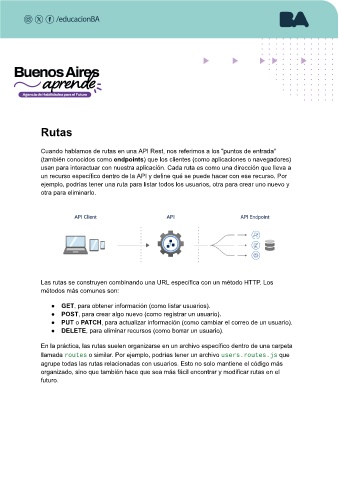 /educacionBA
BA
Buenos Aires
aprende
Agencia de Habilidades para el Futuro
Rutas
Cuando hablamos de rutas en una API Rest, nos referimos a los "puntos de entrada"
(también conocidos como endpoints) que los clientes (como aplicaciones o navegadores)
usan para interactuar con nuestra aplicación. Cada ruta es como una dirección que lleva a
un recurso específico dentro de la API y define qué se puede hacer con ese recurso. Por
ejemplo, podrías tener una ruta para listar todos los usuarios, otra para crear uno nuevo y
otra para eliminarlo.
API Client API API Endpoint
Las rutas se construyen combinando una URL específica con un método HTTP. Los
métodos más comunes son:
● GET, para obtener información (como listar usuarios).
● POST, para crear algo nuevo (como registrar un usuario).
● PUT o PATCH, para actualizar información (como cambiar el correo de un usuario).
● DELETE, para eliminar recursos (como borrar un usuario).
En la práctica, las rutas suelen organizarse en un archivo específico dentro de una carpeta
llamada routes o similar. Por ejemplo, podrías tener un archivo users.routes.js que
agrupe todas las rutas relacionadas con usuarios. Esto no solo mantiene el código más
organizado, sino que también hace que sea más fácil encontrar y modificar rutas en el
futuro.